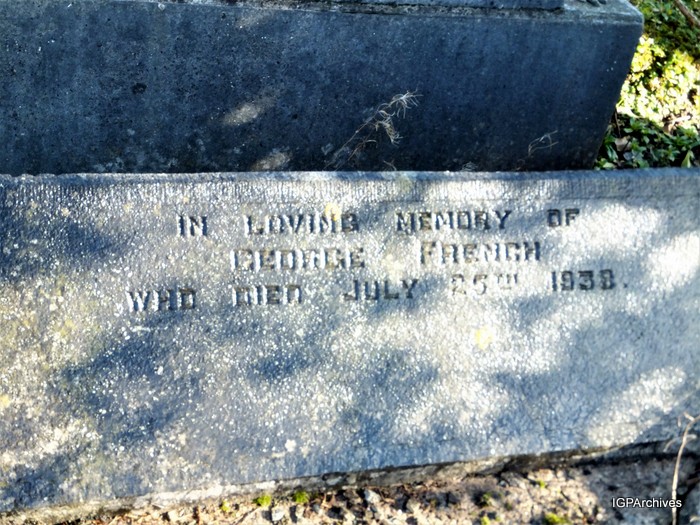 IN LOVING MEMORY OF
GEORGE FRENCH
WHO DIED JULY 25TH 1938.
IGPArchives